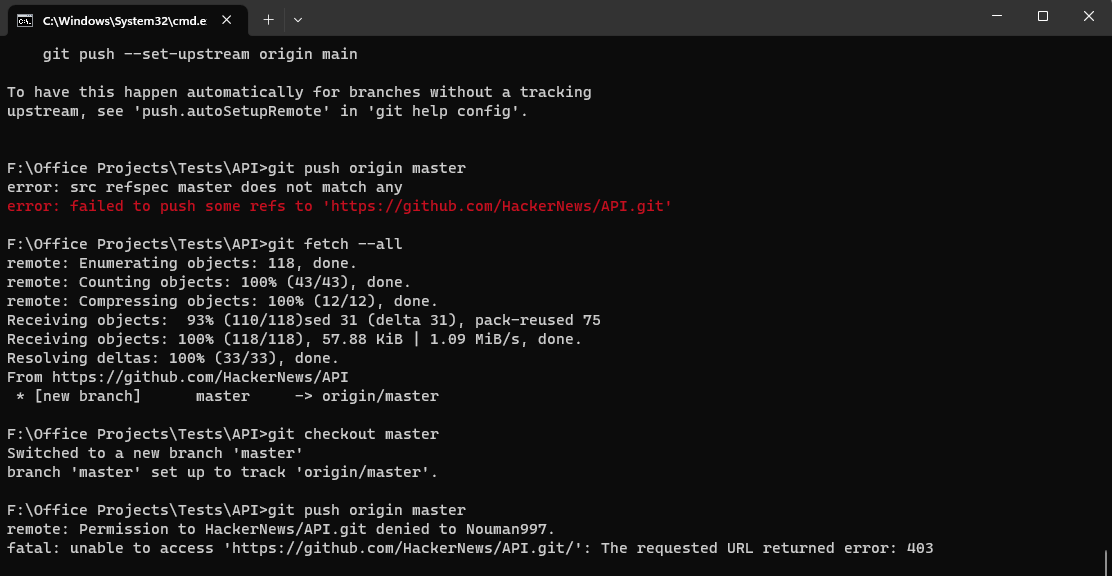 C:\Windows\System32\cmd.e
    git push --set-upstream origin main
To have this happen automatically for branches without a tracking
upstream, see 'push.autoSetupRemote' in 'git help config'.
F:\Office Projects\Tests\API>git push origin master
error: src refspec master does not match any
error: failed to push some refs to 'https://github.com/HackerNews/API.git'
F:\Office Projects\Tests\API>git fetch --all
remote: Enumerating objects: 118, done.
remote: Counting objects: 100% (43/43), done.
remote: Compressing objects: 100% (12/12), done.
Receiving objects:  93% (110/118)sed 31 (delta 31), pack-reused 75
Receiving objects: 100% (118/118), 57.88 KiB | 1.09 MiB/s, done.
Resolving deltas: 100% (33/33), done.
From https://github.com/HackerNews/API
 * [new branch]      master     -> origin/master
F:\Office Projects\Tests\API>git checkout master
Switched to a new branch 'master'
branch 'master' set up to track 'origin/master'.
F:\Office Projects\Tests\API>git push origin master
remote: Permission to HackerNews/API.git denied to Nouman997.
fatal: unable to access 'https://github.com/HackerNews/API.git/': The requested URL returned error: 403